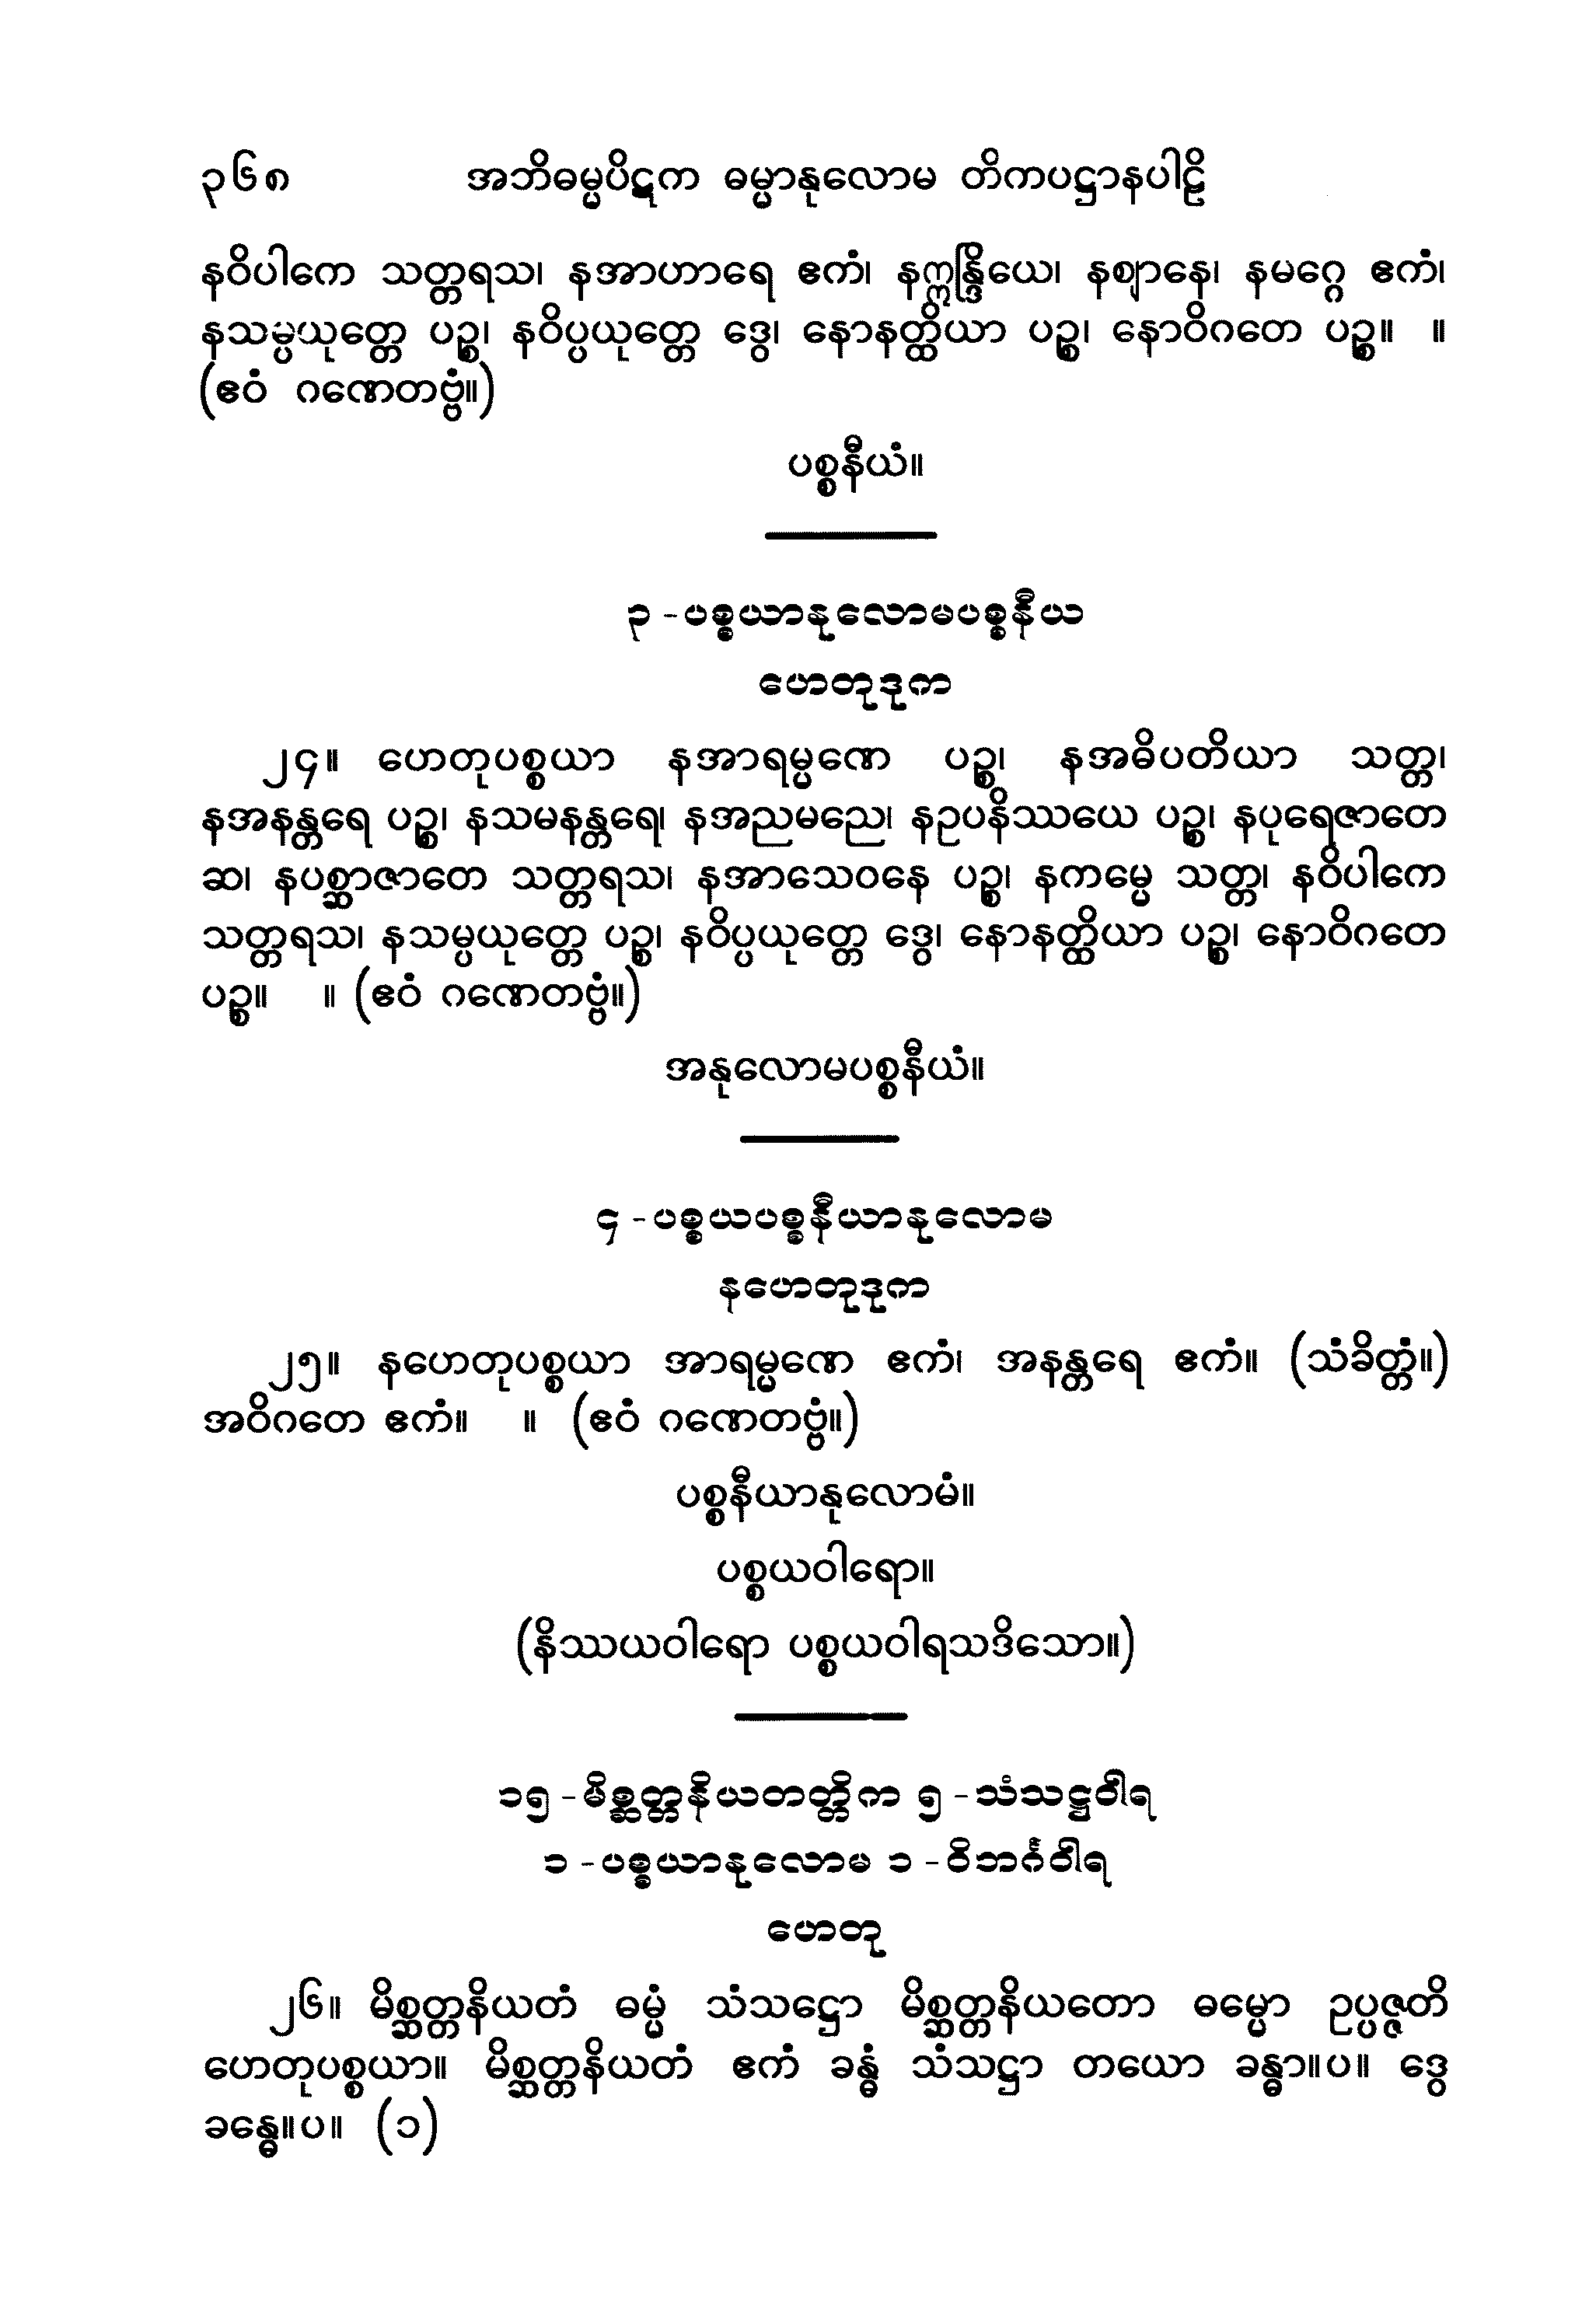 ၃၆၈ အဘိဓမ္မပိဋက ဓမ္မာနုလောမ တိကပဋ္ဌာနပါဠိ
နဝိပါကေ သတ္တရသ၊ နအာဟာရေ ဧကံ၊ နဣန္ဒြိယေ၊ နဈာနေ၊ နမဂ္ဂေ ဧကံ၊
နသမ္ပယုတ္တေ ပဉ္စ၊ နဝိပ္ပယုတ္တေ ဒွေ၊ နောနတ္ထိယာ ပဉ္စ၊ နောဝိဂတေ ပဉ္စ။ ။
(ဧဝံ ဂဏေတဗ္ဗံ။)
ပစ္စနီယံ။
၃ -ပစ္စယာနုလောမပစ္စနီယ
ဟေတုဒုက
၂၄။ ဟေတုပစ္စယာ နအာရမ္မဏေ ပဉ္စ၊ နအဓိပတိယာ သတ္တ၊
နအနန္တရေ ပဉ္စ၊ နသမနန္တရေ၊ နအညမညေ၊ နဥပနိဿယေ ပဉ္စ၊ နပုရေဇာတေ
ဆ၊ နပစ္ဆာဇာတေ သတ္တရသ၊ နအာသေဝနေ ပဉ္စ၊ နကမ္မေ သတ္တ၊ နဝိပါကေ
သတ္တရသ၊ နသမ္ပယုတ္တေ ပဉ္စ၊ နဝိပ္ပယုတ္တေ ဒွေ၊ နောနတ္ထိယာ ပဉ္စ၊ နောဝိဂတေ
ပဉ္စ။ ။ (ဧဝံ ဂဏေတဗ္ဗံ။)
အနုလောမပစ္စနီယံ။
၄ -ပစ္စယပစ္စနီယာနုလောမ
နဟေတုဒုက
၂၅။ နဟေတုပစ္စယာ အာရမ္မဏေ ဧကံ၊ အနန္တရေ ဧကံ။ (သံခိတ္တံ။)
အဝိဂတေ ဧကံ။ ။ (ဧဝံ ဂဏေတဗ္ဗံ။)
ပစ္စနီယာနုလောမံ။
ပစ္စယဝါရော။
(နိဿယဝါရော ပစ္စယဝါရသဒိသော။)
၁၅ -မိစ္ဆတ္တနိယတတ္တိက ၅ -သံသဋ္ဌဝါရ
၁ -ပစ္စယာနုလောမ ၁ -ဝိဘင်္ဂဝါရ
ဟေတု
၂၆။ မိစ္ဆတ္တနိယတံ ဓမ္မံ သံသဋ္ဌော မိစ္ဆတ္တနိယတော ဓမ္မော ဥပ္ပဇ္ဇတိ
ဟေတုပစ္စယာ။ မိစ္ဆတ္တနိယတံ ဧကံ ခန္ဓံ သံသဋ္ဌာ တယော ခန္ဓာ။ပ။ ဒွေ
ခန္ဓေ။ပ။ (၁)